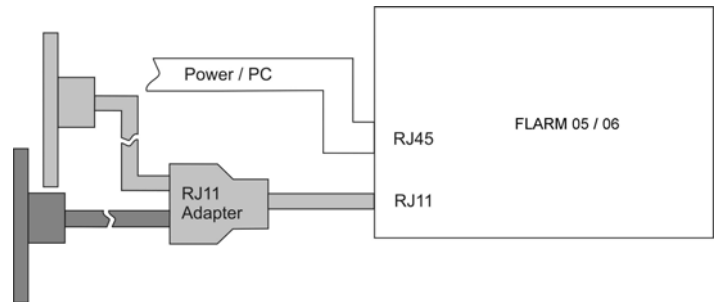 Power / PC
FLARM 05 / 06
RJ45
RJ11
Adapter
RJ11